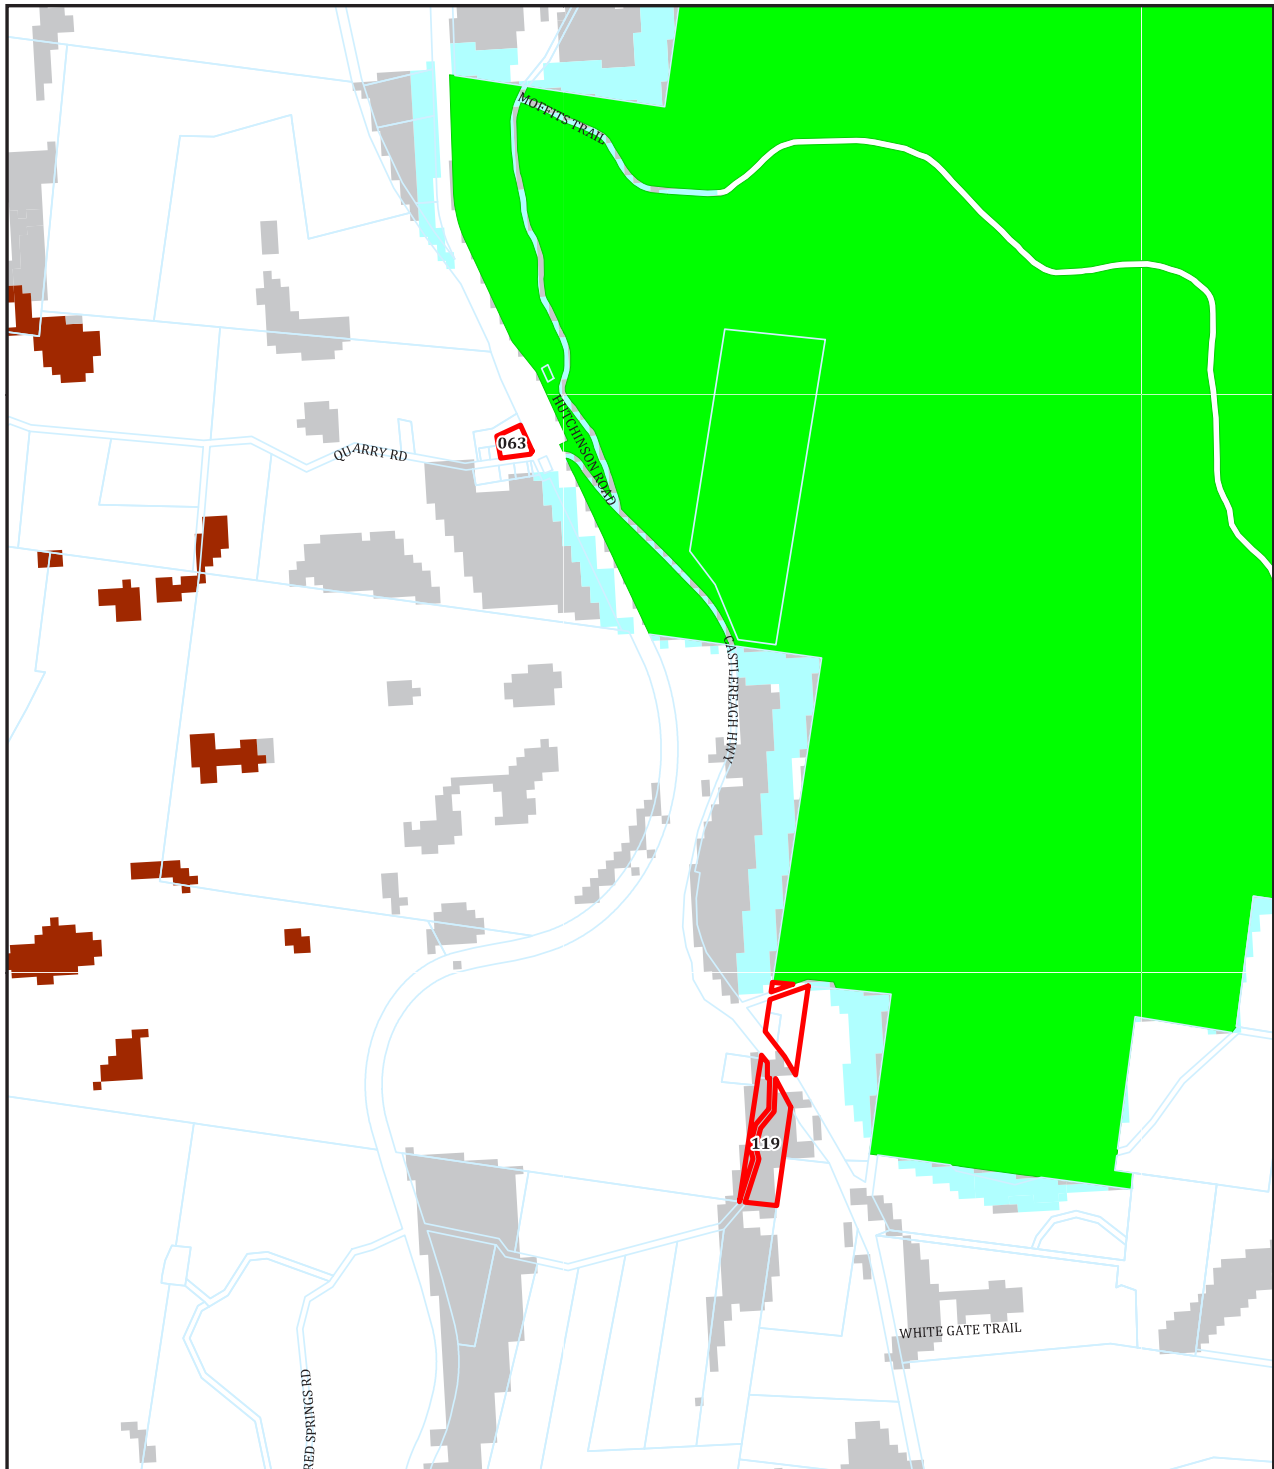 MOFFITS TRAIL
HUTCHINSON ROAD
063
QUARRY RD
CASTLEREAGH HWY
119
WHITE GATE TRAIL
RED SPRINGS RD